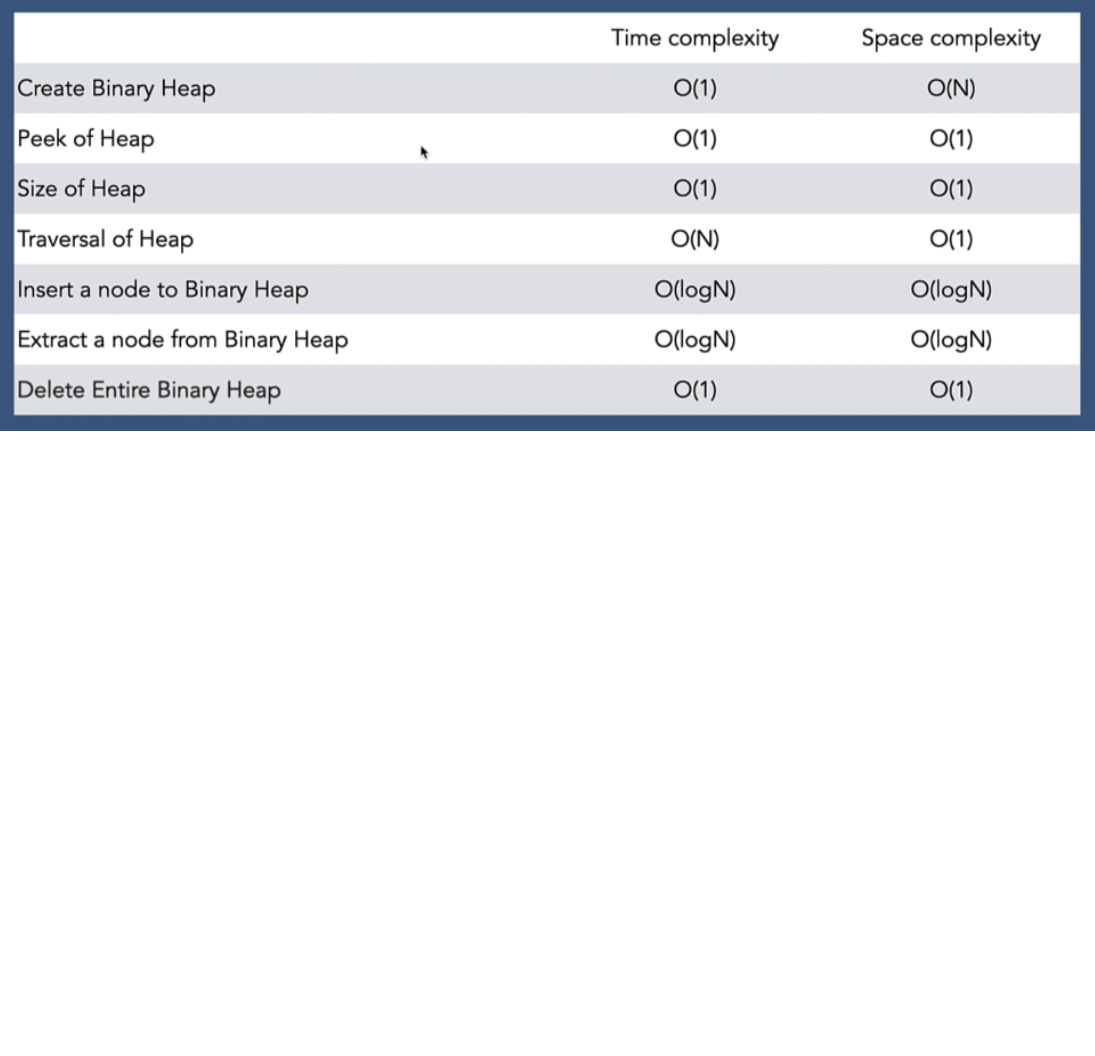 Time complexity Space complexity
Create Binary Heap O(1) O(N)
Peek of Heap O(1) O(1)
Size of Heap O(1) O(1)
Traversal of Heap O(N) O(1)
Insert a node to Binary Heap O(logN) O(logN)
Extract a node from Binary Heap O(logN) O(logN)
Delete Entire Binary Heap O(1) O(1)